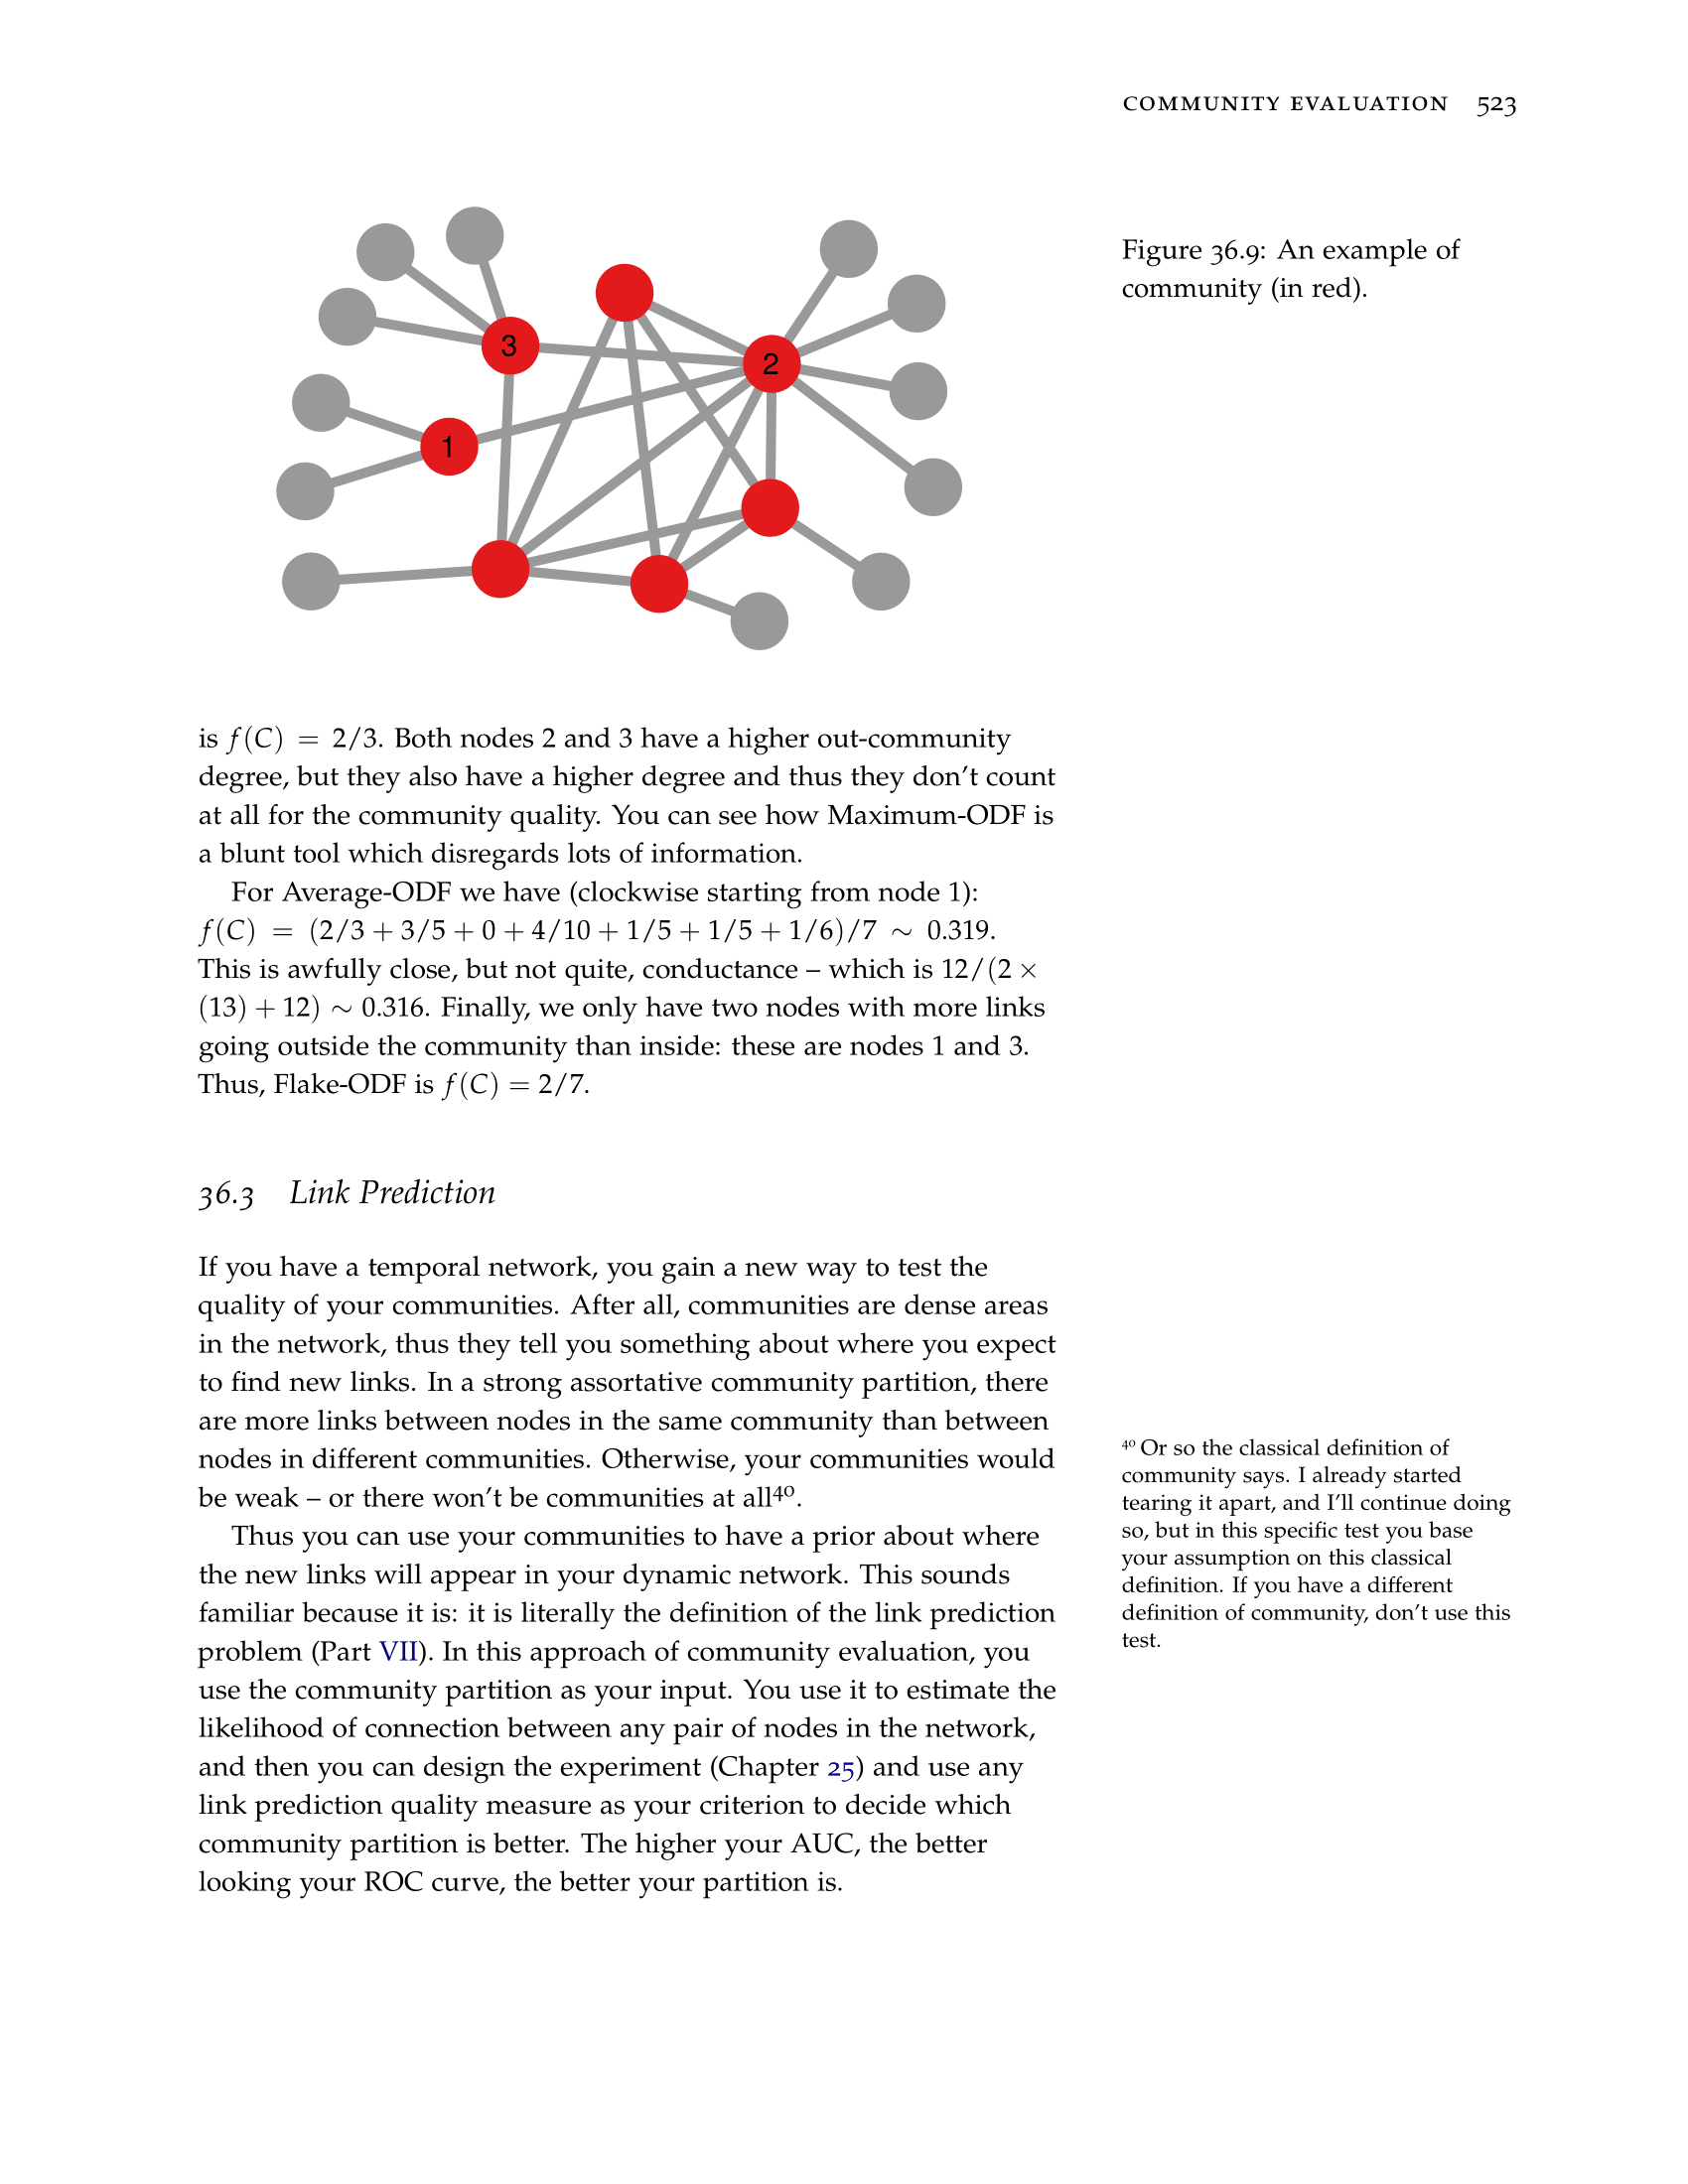 COMMUNITY EVALUATION 523
3
2
1
Figure 36.9: An example of
community (in red).
is f(C) = 2/3. Both nodes 2 and 3 have a higher out-community
degree, but they also have a higher degree and thus they don't count
at all for the community quality. You can see how Maximum-ODF is
a blunt tool which disregards lots of information.
For Average-ODF we have (clockwise starting from node 1):
f(C) = (2/3 + 3/5 + 0 + 4/10 + 1/5 + 1/5 + 1/6)/7 ∼ 0.319.
This is awfully close, but not quite, conductance – which is 12/(2 ×
(13) + 12) ∼ 0.316. Finally, we only have two nodes with more links
going outside the community than inside: these are nodes 1 and 3.
Thus, Flake-ODF is f(C) = 2/7.
36.3 Link Prediction
If you have a temporal network, you gain a new way to test the
quality of your communities. After all, communities are dense areas
in the network, thus they tell you something about where you expect
to find new links. In a strong assortative community partition, there
are more links between nodes in the same community than between
nodes in different communities. Otherwise, your communities would
be weak – or there won't be communities at all⁴⁰.
Thus you can use your communities to have a prior about where
the new links will appear in your dynamic network. This sounds
familiar because it is: it is literally the definition of the link prediction
problem (Part VII). In this approach of community evaluation, you
use the community partition as your input. You use it to estimate the
likelihood of connection between any pair of nodes in the network,
and then you can design the experiment (Chapter 25) and use any
link prediction quality measure as your criterion to decide which
community partition is better. The higher your AUC, the better
looking your ROC curve, the better your partition is.
⁴⁰ Or so the classical definition of
community says. I already started
tearing it apart, and I'll continue doing
so, but in this specific test you base
your assumption on this classical
definition. If you have a different
definition of community, don't use this
test.